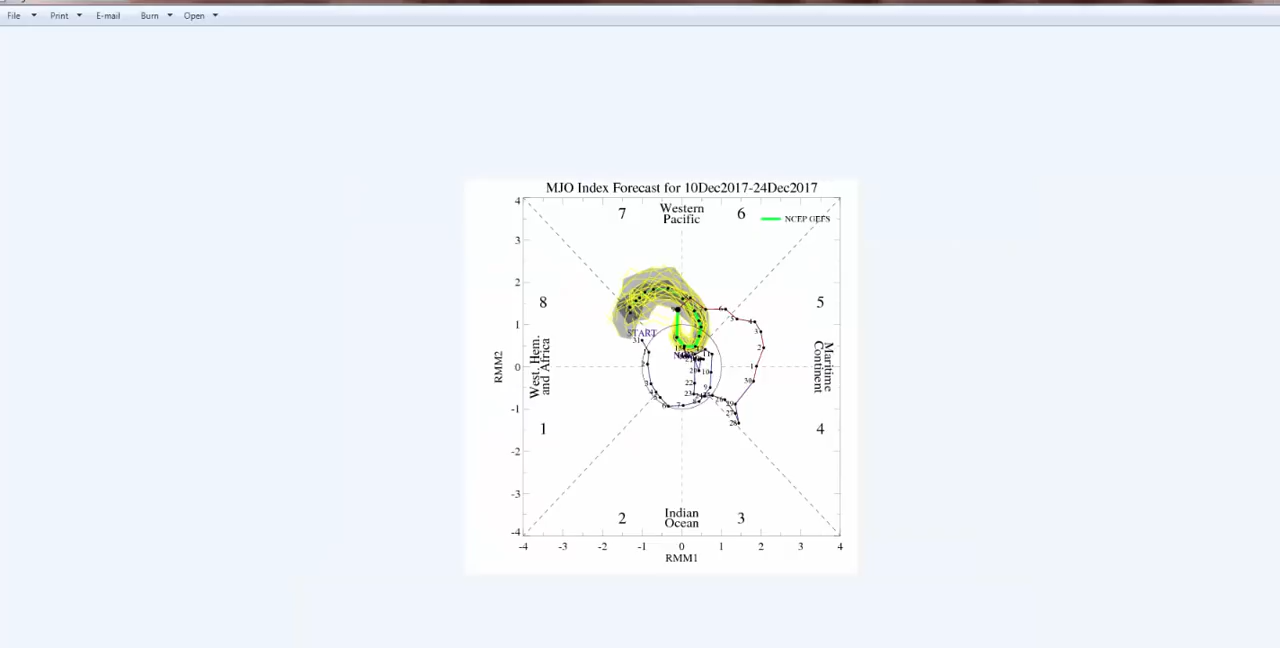 File Print E-mail Burn Open
MJO Index Forecast for 10Dec2017-24Dec2017
4
7
Western
Pacific
6
NCEP GEFS
3
2
8
5
1
START
31
RMM2
0
West. Hem.
and Africa
Maritime
Continent
-1
1
4
-2
-3
2
Indian
Ocean
3
-4
-4 -3 -2 -1 0 1 2 3 4
RMM1